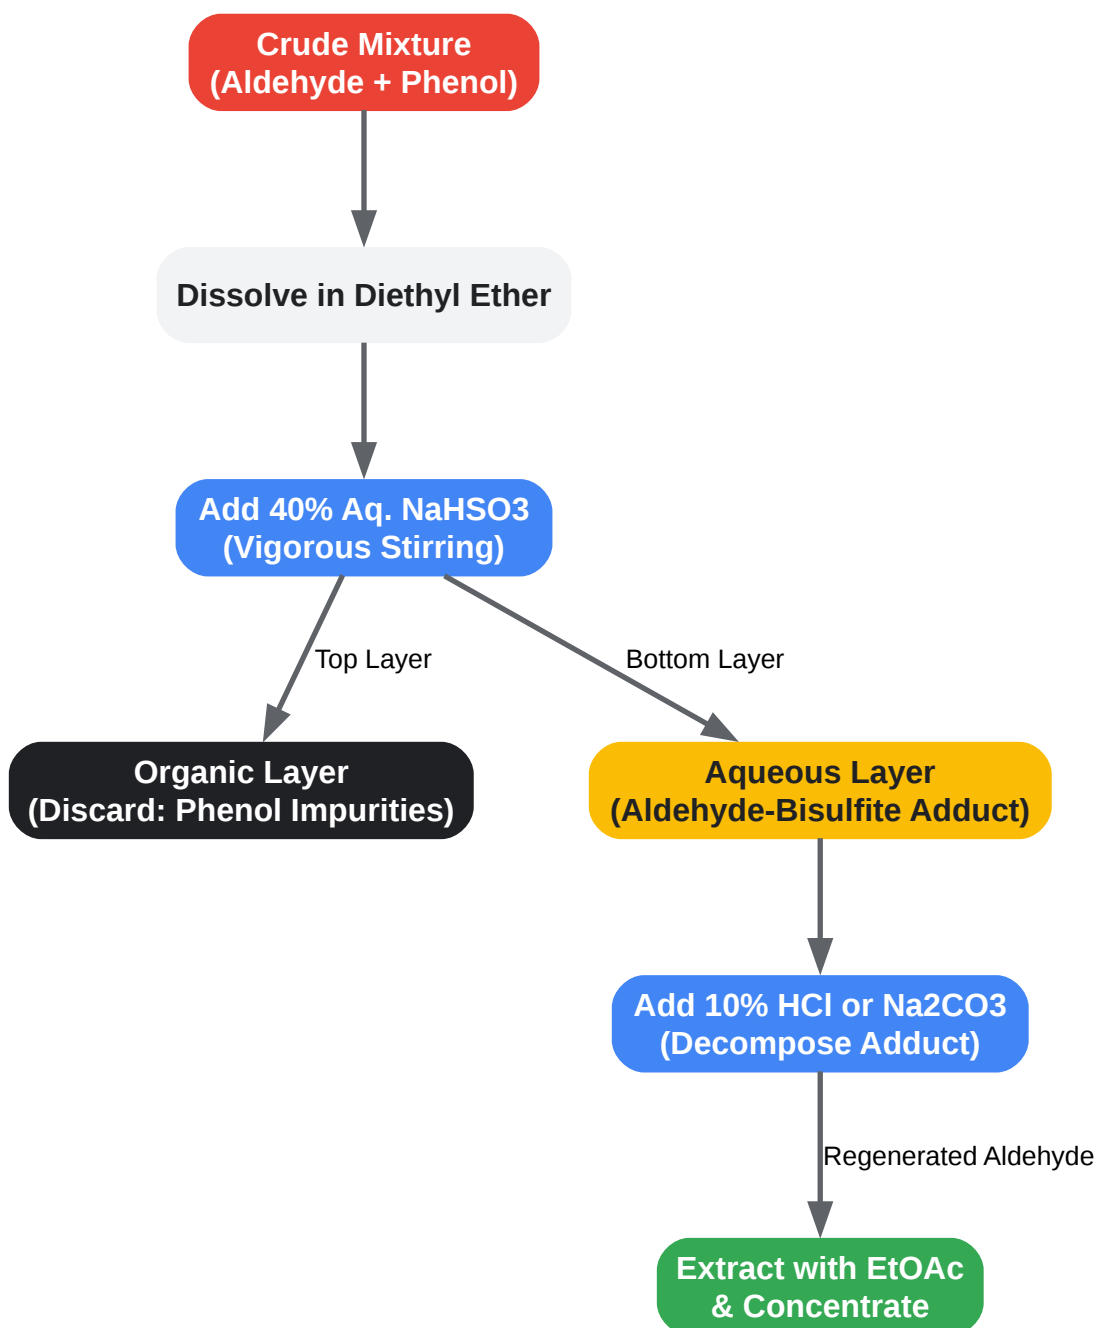 Crude Mixture
(Aldehyde + Phenol)
Dissolve in Diethyl Ether
Add 40% Aq. NaHSO3
(Vigorous Stirring)
Top Layer
Bottom Layer
Organic Layer
(Discard: Phenol Impurities)
Aqueous Layer
(Aldehyde-Bisulfite Adduct)
Add 10% HCl or Na2CO3
(Decompose Adduct)
Regenerated Aldehyde
Extract with EtOAc
& Concentrate